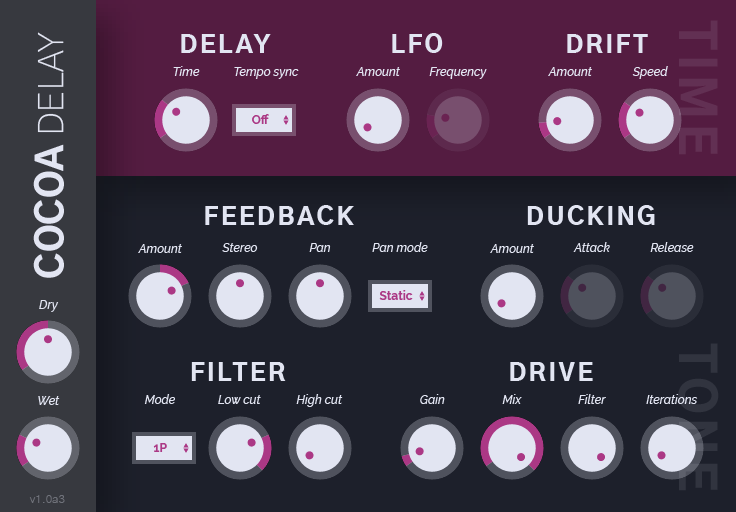 COCOA DELAY
Dry
Wet
v1.0a3
TIME
DELAY
Time Tempo sync
Off
LFO
Amount Frequency
DRIFT
Amount Speed
FEEDBACK
Amount Stereo Pan Pan mode
Static
DUCKING
Amount Attack Release
TONE
FILTER
Mode Low cut High cut
1P
DRIVE
Gain Mix Filter Iterations